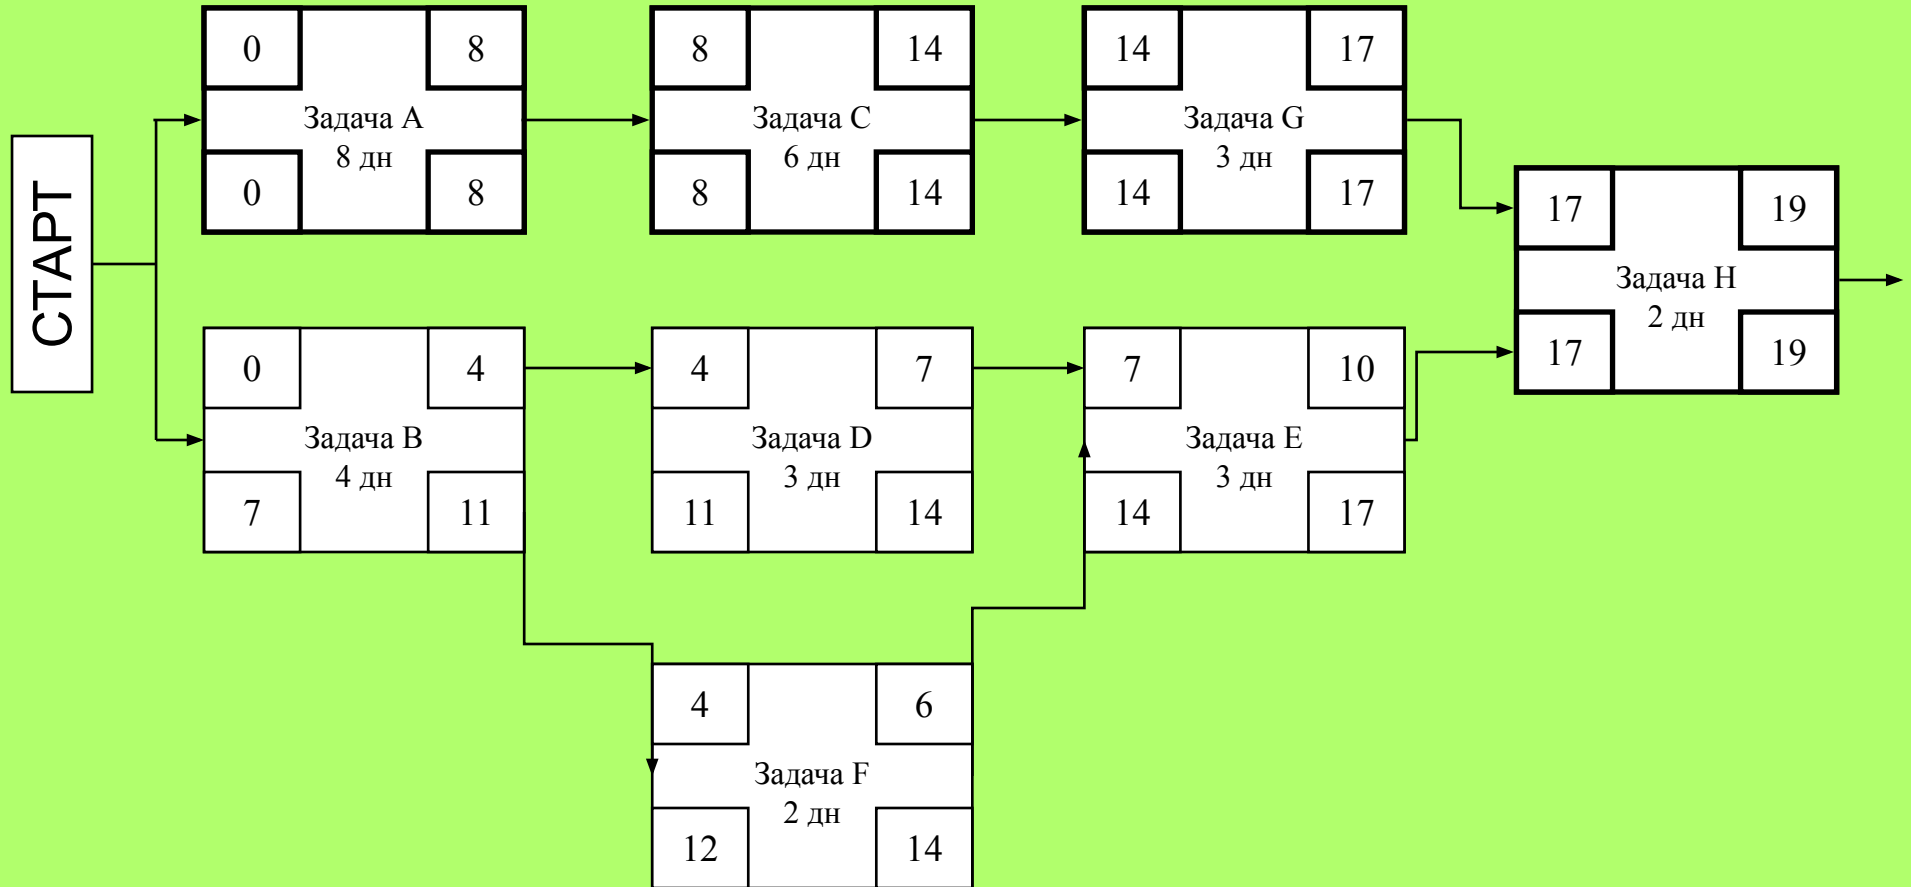 СТАРТ
0
8
Задача A
8 дн
0
8
8
14
Задача C
6 дн
8
14
14
17
Задача G
3 дн
14
17
17
19
Задача H
2 дн
17
19
0
4
Задача B
4 дн
7
11
4
7
Задача D
3 дн
11
14
7
10
Задача E
3 дн
14
17
4
6
Задача F
2 дн
12
14